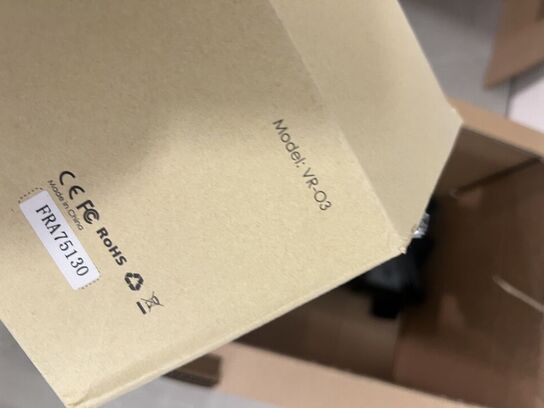 Model: VR-O3
CE FC RoHS
Made in China
FRA75130